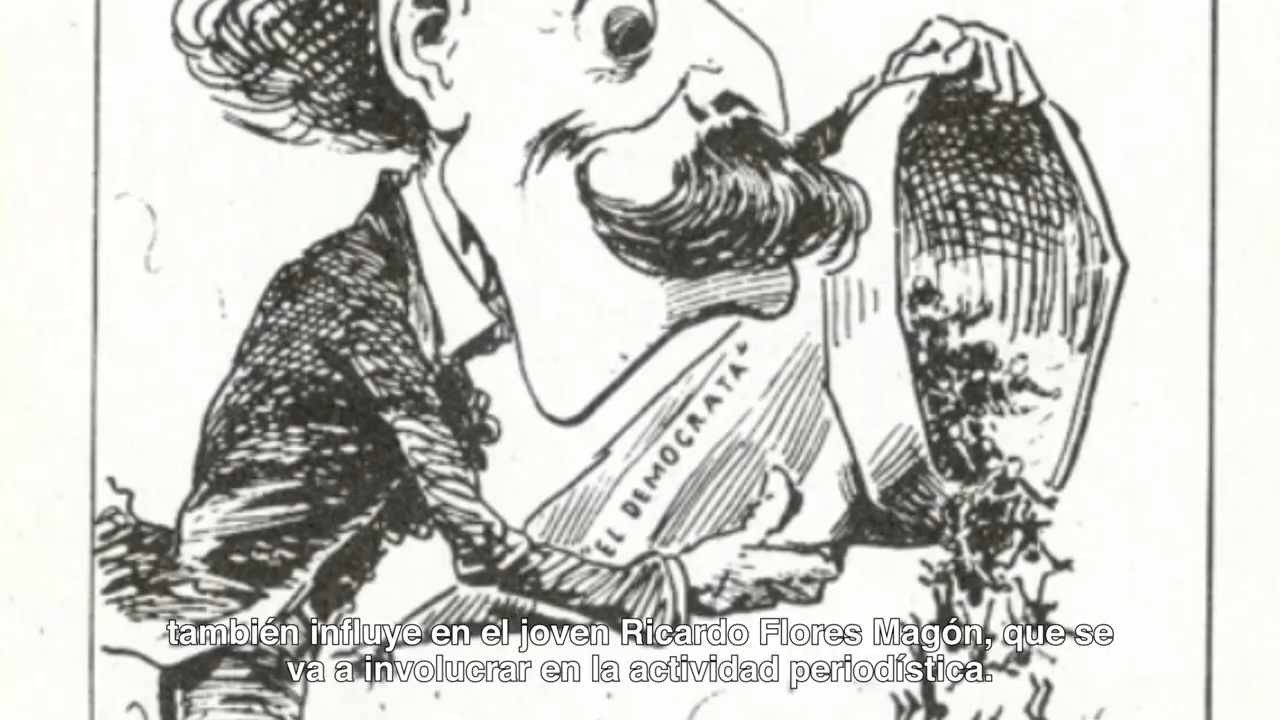 "EL DEMOCRATA"
también influye en el joven Ricardo Flores Magón, que se
va a involucrar en la actividad periodística.